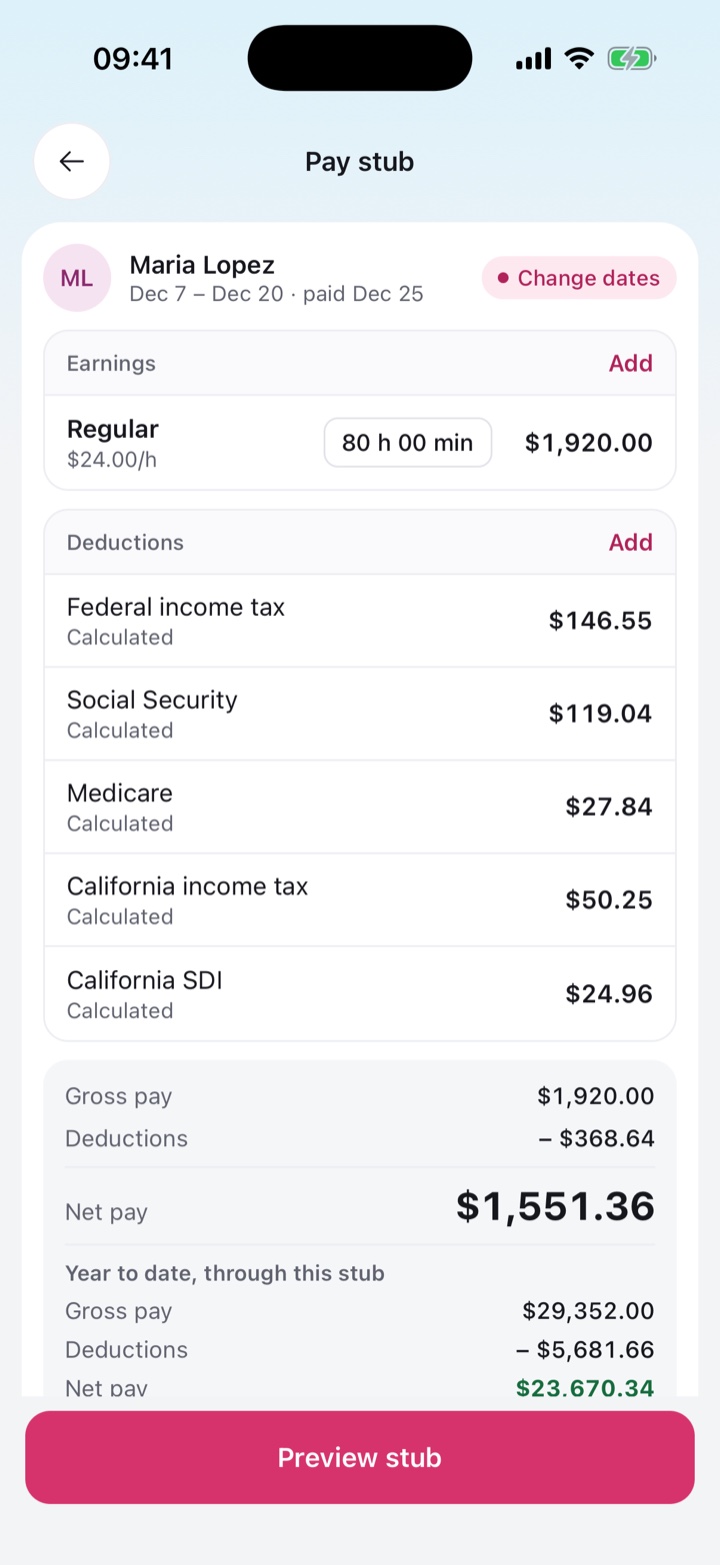 09:41
Pay stub
ML
Maria Lopez
Dec 7 – Dec 20 · paid Dec 25
Change dates
Earnings
Add
Regular
$24.00/h
80 h 00 min
$1,920.00
Deductions
Add
Federal income tax
Calculated
$146.55
Social Security
Calculated
$119.04
Medicare
Calculated
$27.84
California income tax
Calculated
$50.25
California SDI
Calculated
$24.96
Gross pay
$1,920.00
Deductions
– $368.64
Net pay
$1,551.36
Year to date, through this stub
Gross pay
$29,352.00
Deductions
– $5,681.66
Net pay
$23,670.34
Preview stub